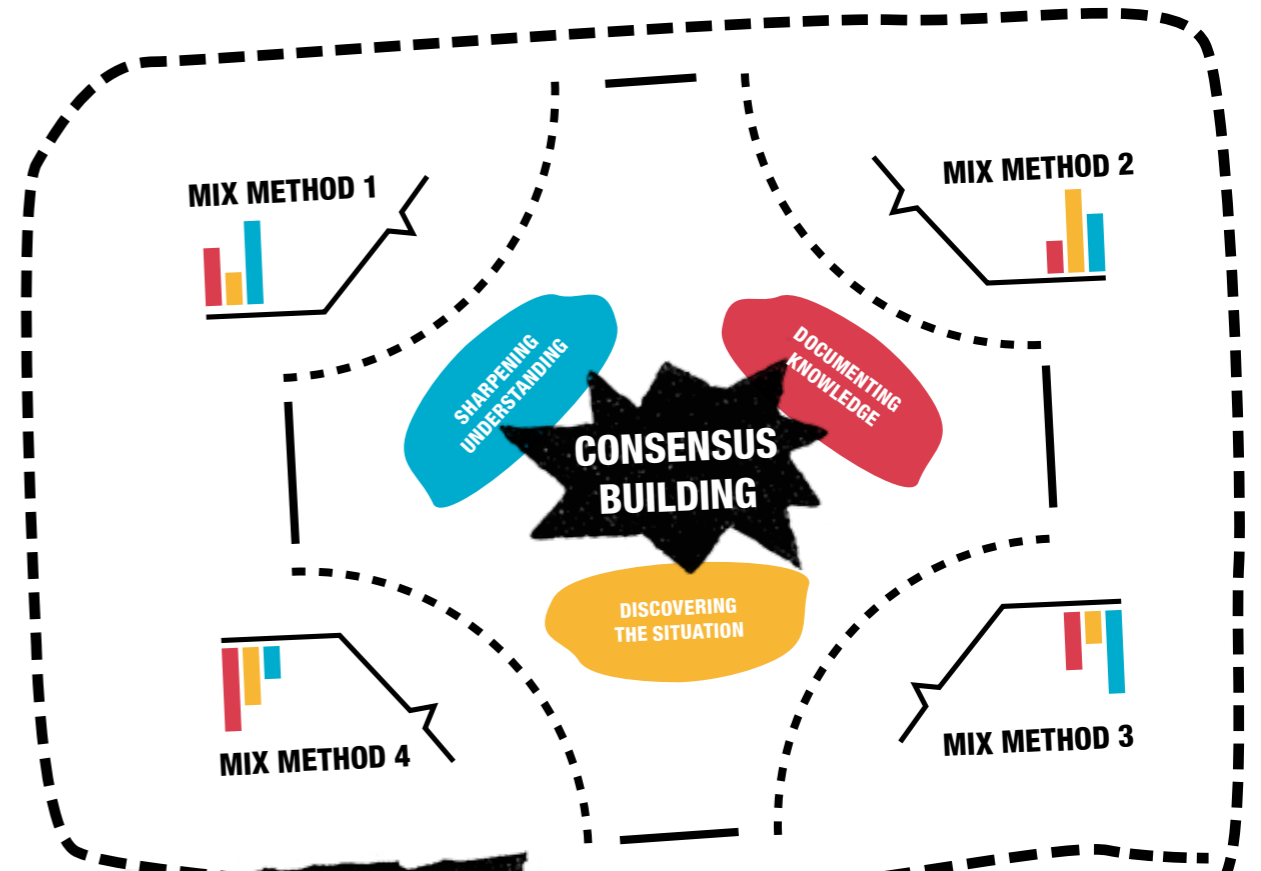 MIX METHOD 1
MIX METHOD 2
SHARPENING
UNDERSTANDING
DOCUMENTING
KNOWLEDGE
CONSENSUS
BUILDING
DISCOVERING
THE SITUATION
MIX METHOD 4
MIX METHOD 3